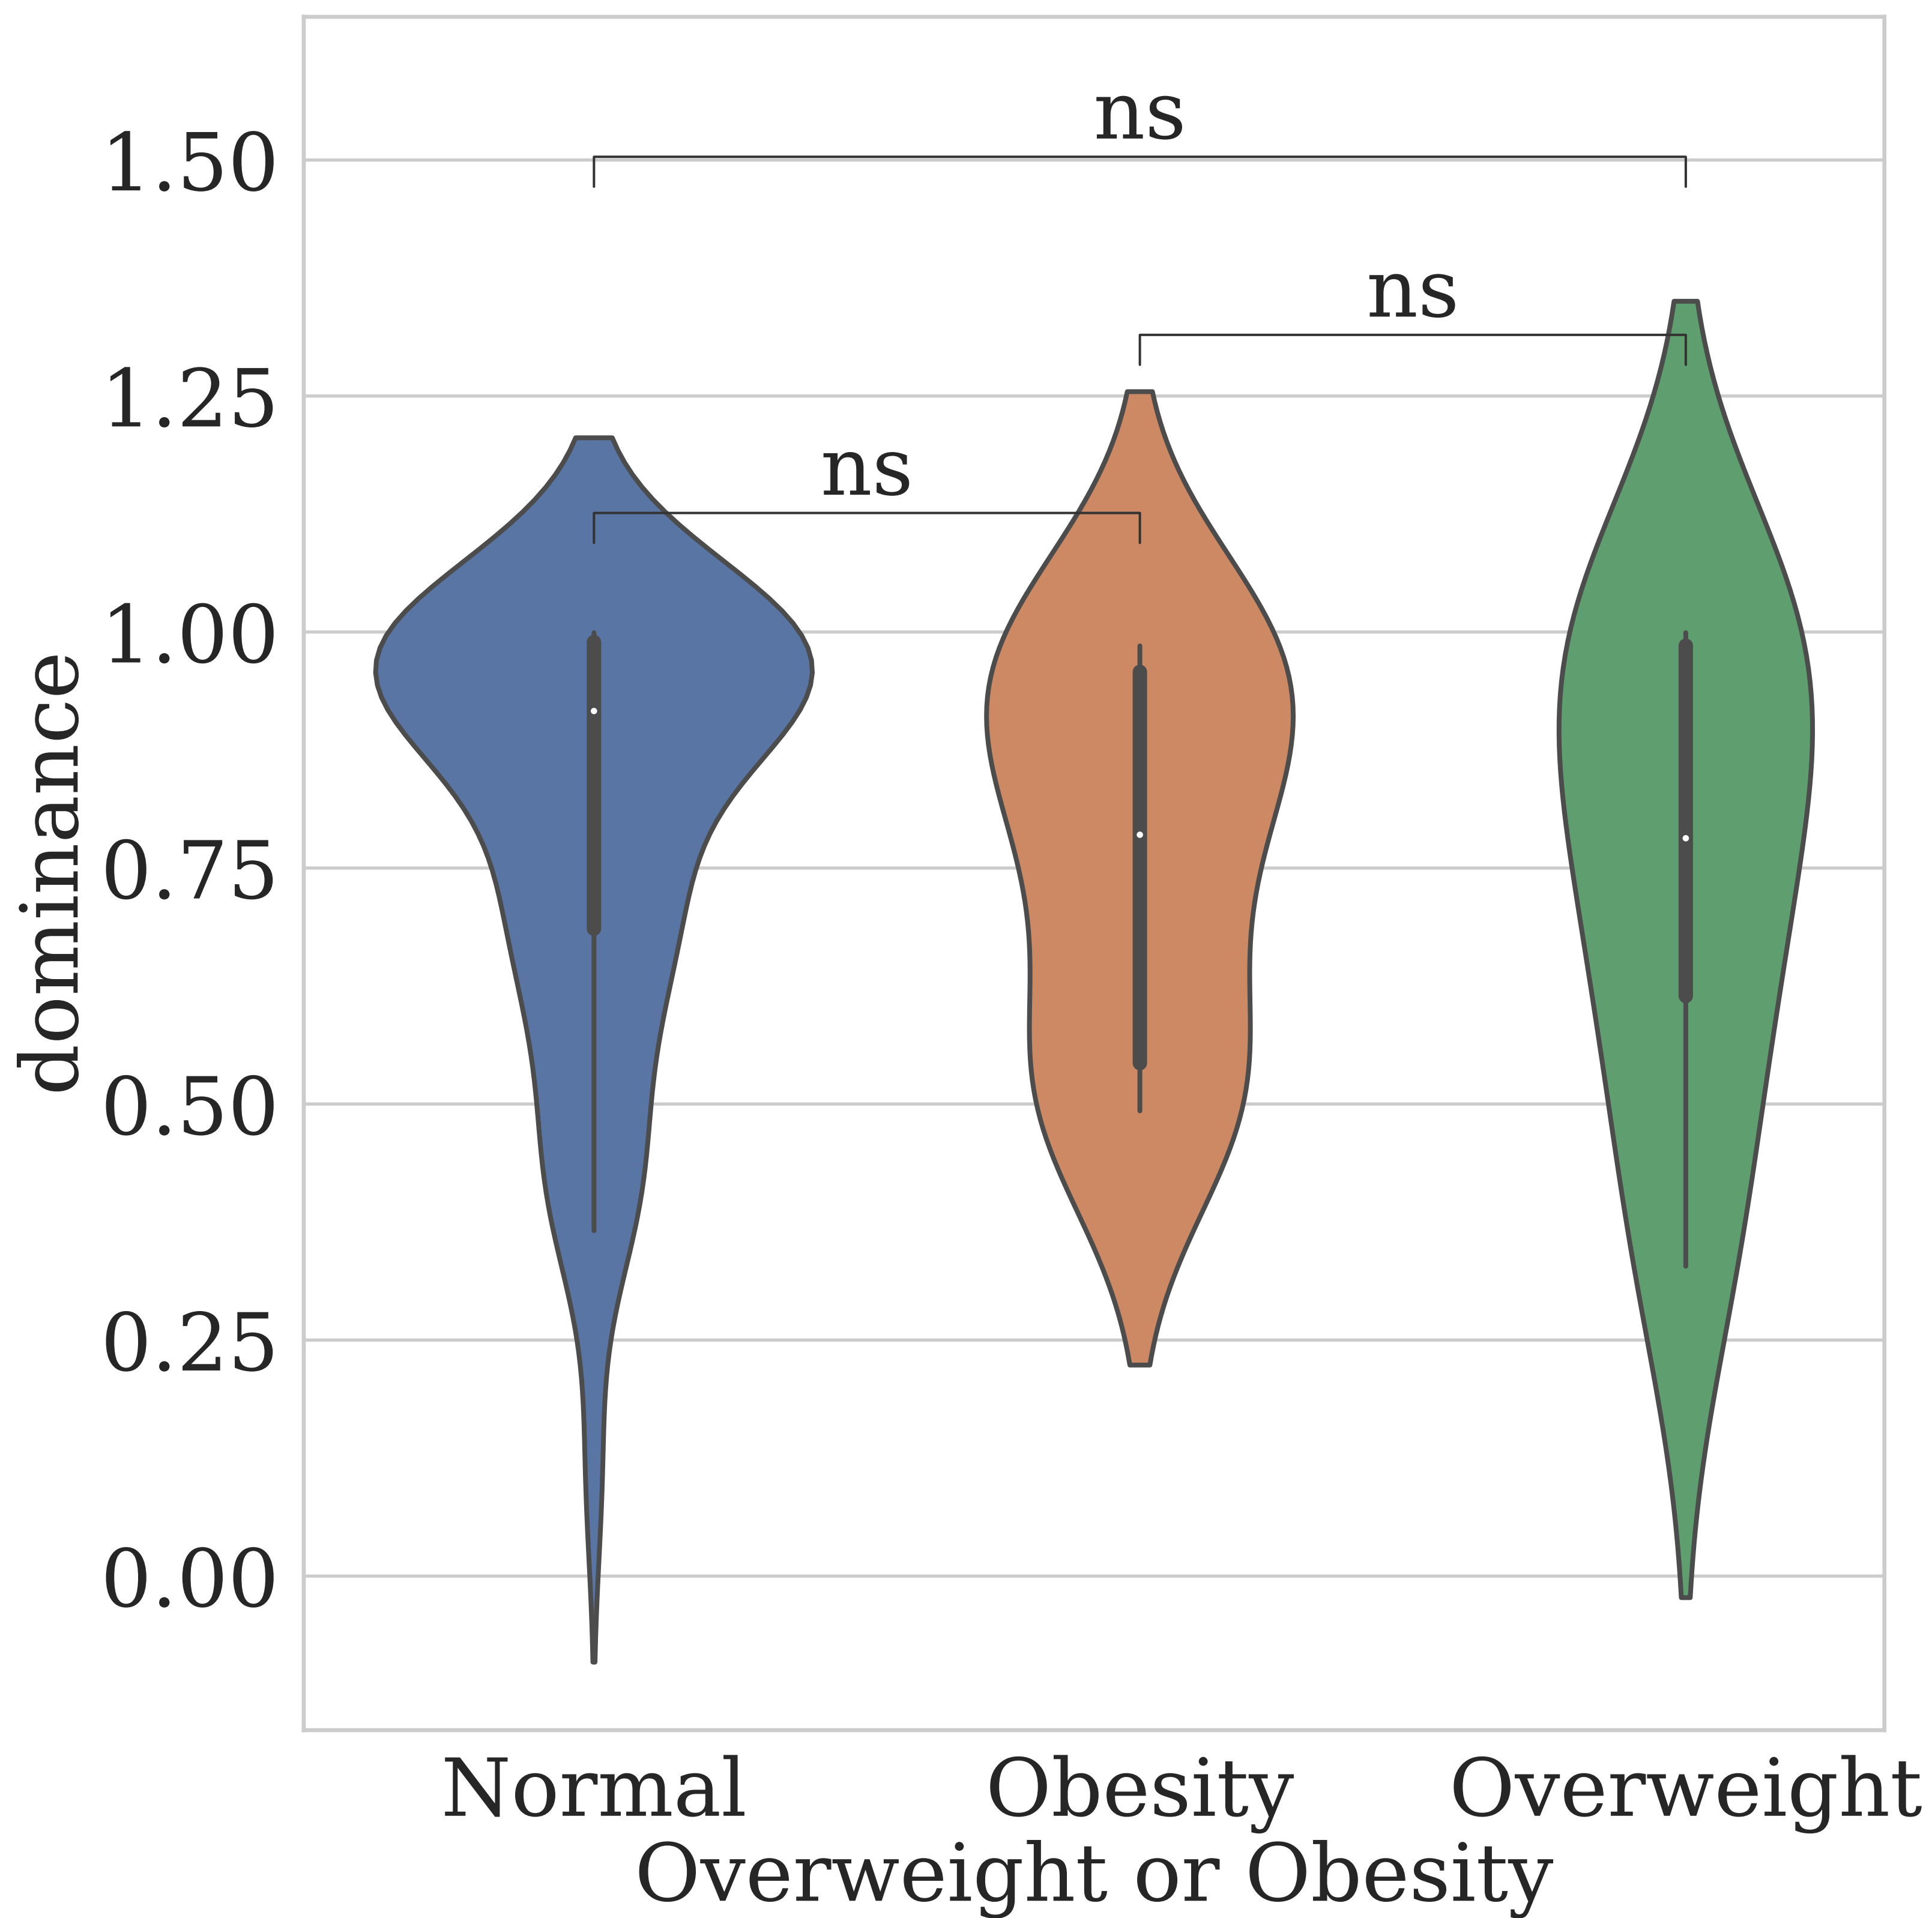 ns
1.50
ns
1.25
ns
1.00
0.75
dominance
0.50
0.25
0.00
Normal Obesity Overweight
Overweight or Obesity